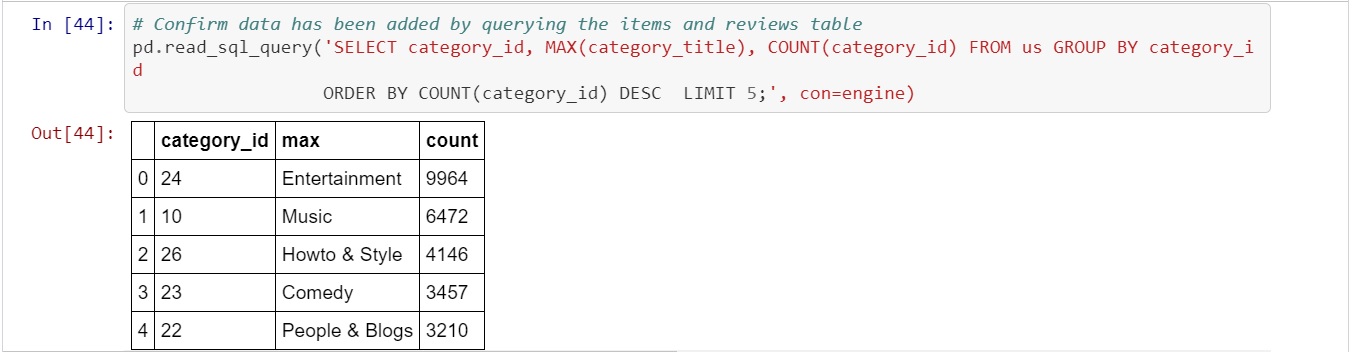 In [44]: # Confirm data has been added by querying the items and reviews table
pd.read_sql_query('SELECT category_id, MAX(category_title), COUNT(category_id) FROM us GROUP BY category_i
d
ORDER BY COUNT(category_id) DESC  LIMIT 5;', con=engine)
Out[44]:
category_id max count
0 24 Entertainment 9964
1 10 Music 6472
2 26 Howto & Style 4146
3 23 Comedy 3457
4 22 People & Blogs 3210